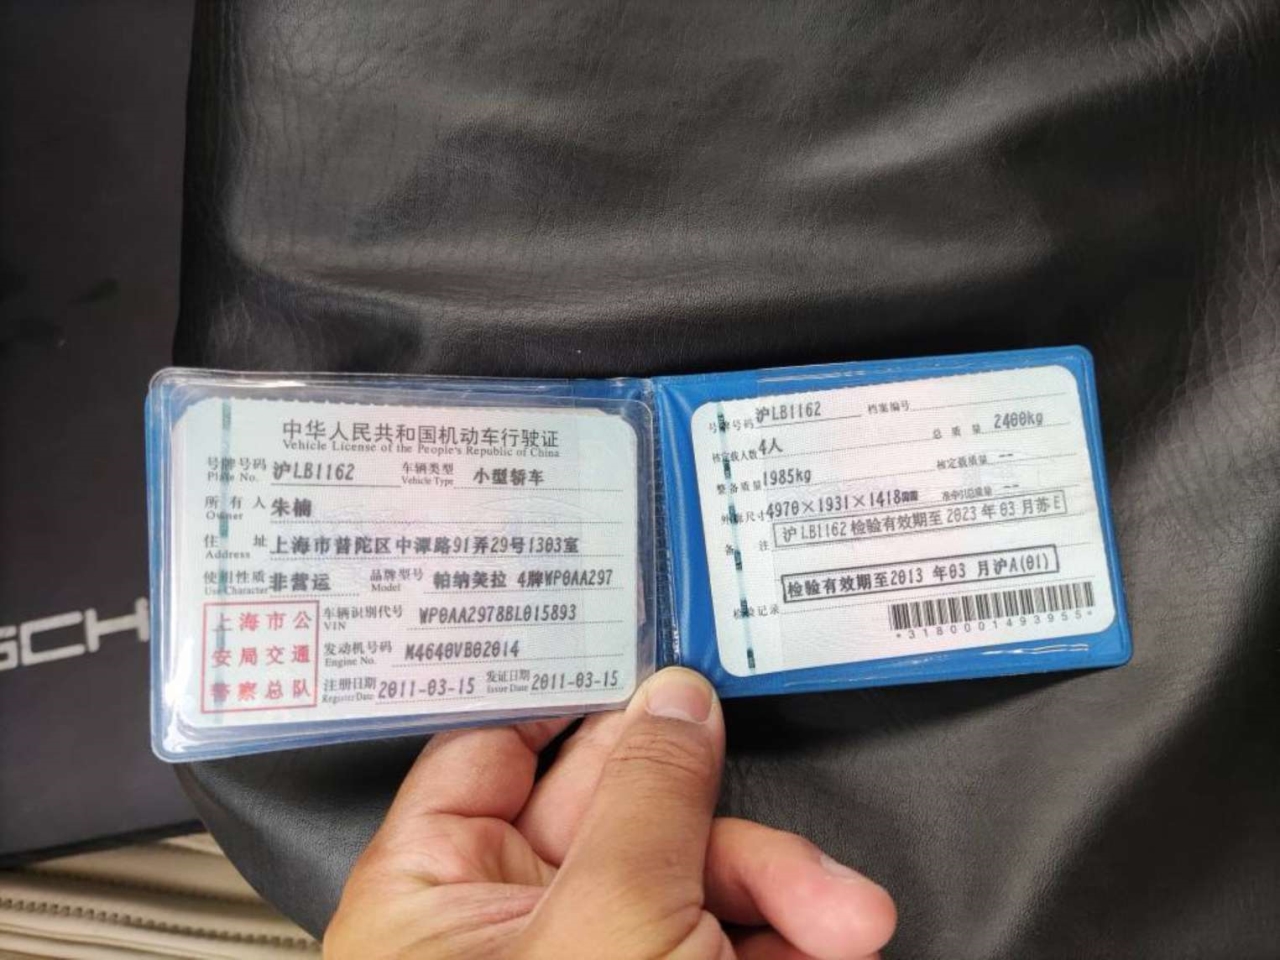 SCH
中华人民共和国机动车行驶证
Vehicle License of the People's Republic of China
号牌号码 沪LB1162 车辆类型 小型轿车
Plate No. Vehicle Type
所有人 朱楠
Owner
住址 上海市普陀区中潭路91弄29号1303室
Address
使用性质 非营运 品牌型号 帕纳美拉 4牌WP0AA297
Use Character Model
上海市公
安局交通
警察总队
车辆识别代号 WP0AA2978BL015893
VIN
发动机号码 M4640VB02014
Engine No.
注册日期 2011-03-15 发证日期 2011-03-15
Register Date Issue Date
号牌号码 沪LB1162 档案编号
核定载人数 4人 总质量 2400kg
整备质量 1985kg 核定载质量 --
外廓尺寸 4970×1931×1418 准牵引总质量 --
备注 沪LB1162检验有效期至2023年03月苏E
检验有效期至2013 年03 月沪A(01)
检验记录
*3180001493955*